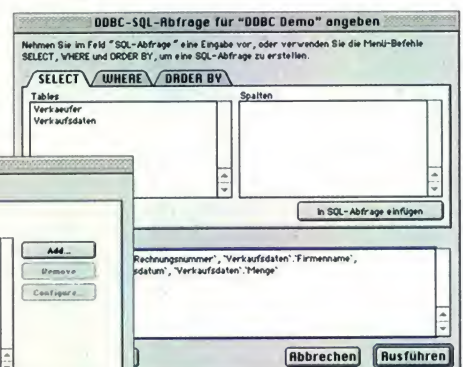 ODBC-SQL-Abfrage für "ODBC Demo" angeben
Nehmen Sie im Feld "SQL-Abfrage" eine Eingabe vor, oder verwenden Sie die Menü-Befehle
SELECT, WHERE und ORDER BY, um eine SQL-Abfrage zu erstellen.
SELECT WHERE ORDER BY
Tables Spalten
Verkaeufer
Verkaufsdaten
In SQL-Abfrage einfügen
Add...
Remove
Configure...
Rechnungsnummer`, `Verkaufsdaten`.`Firmenname`,
sdatum`, `Verkaufsdaten`.`Menge`
Abbrechen Ausführen